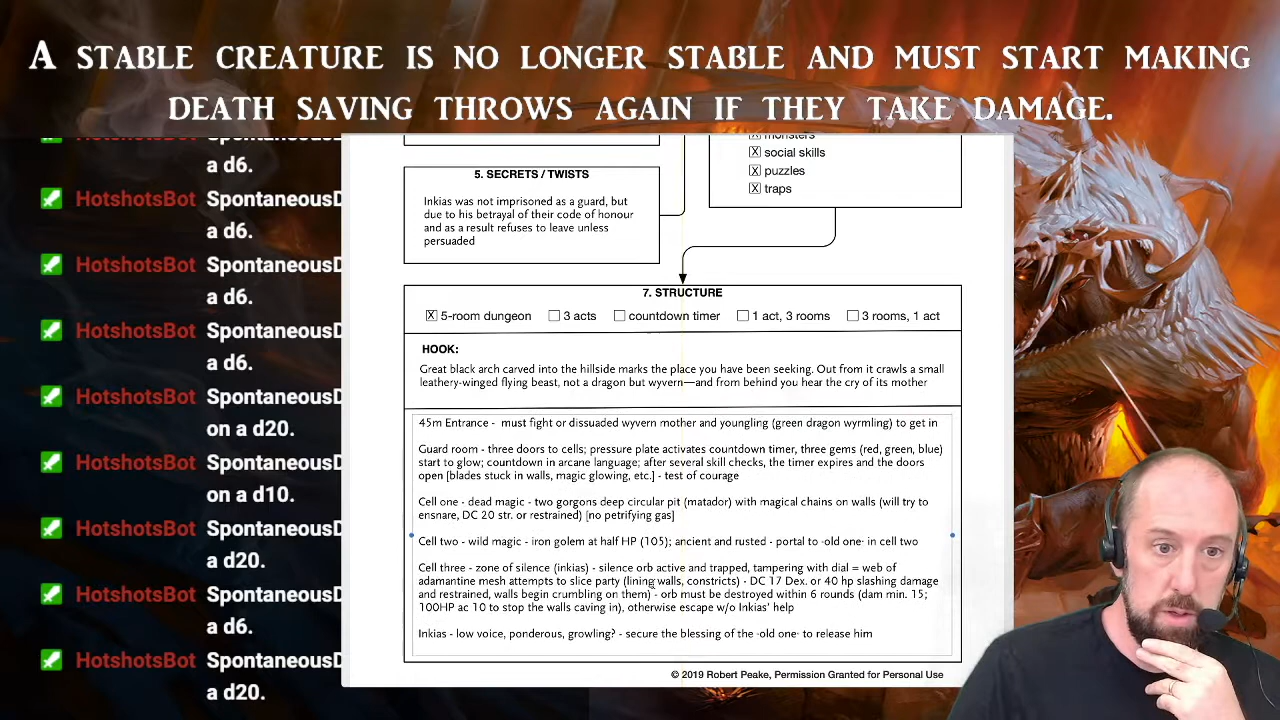 A STABLE CREATURE IS NO LONGER STABLE AND MUST START MAKING
DEATH SAVING THROWS AGAIN IF THEY TAKE DAMAGE.
a d6.
HotshotsBot SpontaneousD
a d6.
HotshotsBot SpontaneousD
a d6.
HotshotsBot SpontaneousD
a d6.
HotshotsBot SpontaneousD
on a d20.
HotshotsBot SpontaneousD
on a d10.
HotshotsBot SpontaneousD
a d20.
HotshotsBot SpontaneousD
a d6.
HotshotsBot SpontaneousD
a d20.
monsters
social skills
puzzles
traps
5. SECRETS / TWISTS
Inkias was not imprisoned as a guard, but
due to his betrayal of their code of honour
and as a result refuses to leave unless
persuaded
7. STRUCTURE
X 5-room dungeon 3 acts countdown timer 1 act, 3 rooms 3 rooms, 1 act
HOOK:
Great black arch carved into the hillside marks the place you have been seeking. Out from it crawls a small
leathery-winged flying beast, not a dragon but wyvern—and from behind you hear the cry of its mother
45m Entrance - must fight or dissuaded wyvern mother and youngling (green dragon wyrmling) to get in
Guard room - three doors to cells; pressure plate activates countdown timer, three gems (red, green, blue)
start to glow; countdown in arcane language; after several skill checks, the timer expires and the doors
open [blades stuck in walls, magic glowing, etc.] - test of courage
Cell one - dead magic - two gorgons deep circular pit (matador) with magical chains on walls (will try to
ensnare, DC 20 str. or restrained) [no petrifying gas]
Cell two - wild magic - iron golem at half HP (105); ancient and rusted - portal to ·old one· in cell two
Cell three - zone of silence (inkias) - silence orb active and trapped, tampering with dial = web of
adamantine mesh attempts to slice party (lining walls, constricts) - DC 17 Dex. or 40 hp slashing damage
and restrained, walls begin crumbling on them) - orb must be destroyed within 6 rounds (dam min. 15;
100HP ac 10 to stop the walls caving in), otherwise escape w/o Inkias' help
Inkias - low voice, ponderous, growling? - secure the blessing of the ·old one· to release him
© 2019 Robert Peake, Permission Granted for Personal Use